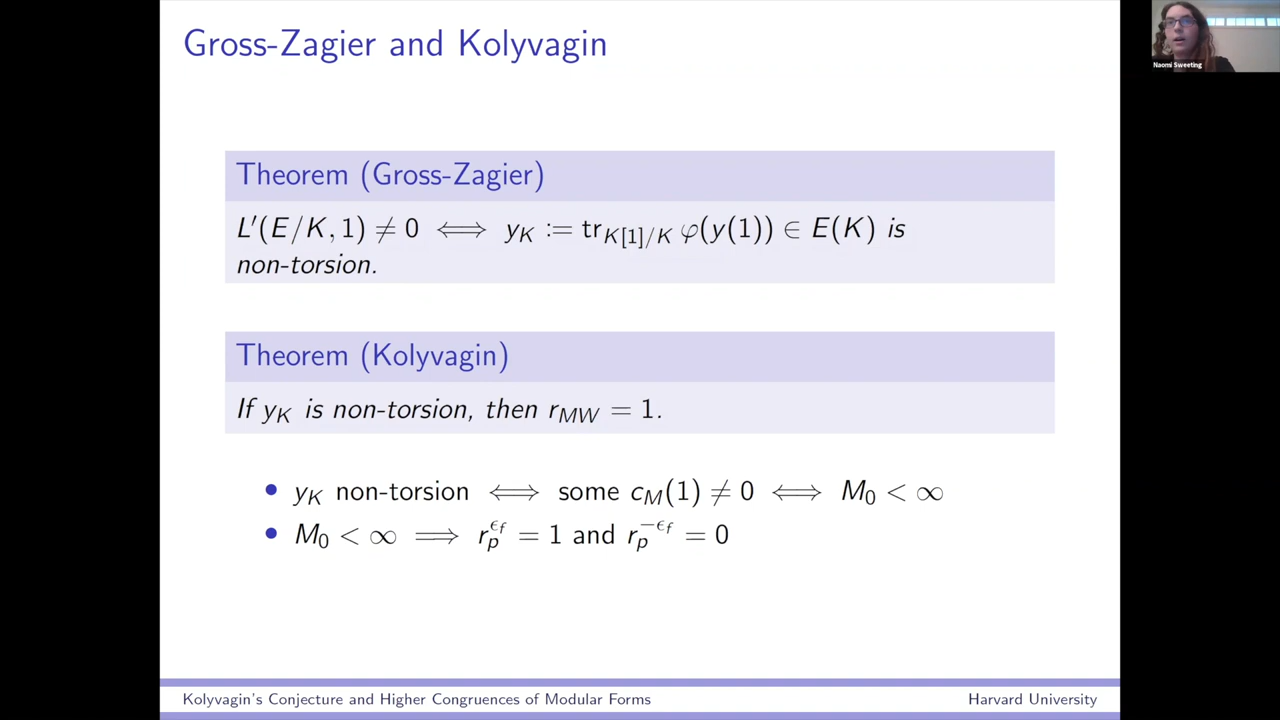 Gross-Zagier and Kolyvagin
Naomi Sweeting
Theorem (Gross-Zagier)
L′(E/K, 1) ≠ 0 ⟺ y_K := tr_{K[1]/K} φ(y(1)) ∈ E(K) is
non-torsion.
Theorem (Kolyvagin)
If y_K is non-torsion, then r_{MW} = 1.
• y_K non-torsion ⟺ some c_M(1) ≠ 0 ⟺ M_0 < ∞
• M_0 < ∞ ⟹ r_p^{ϵ_f} = 1 and r_p^{−ϵ_f} = 0
Kolyvagin's Conjecture and Higher Congruences of Modular Forms
Harvard University